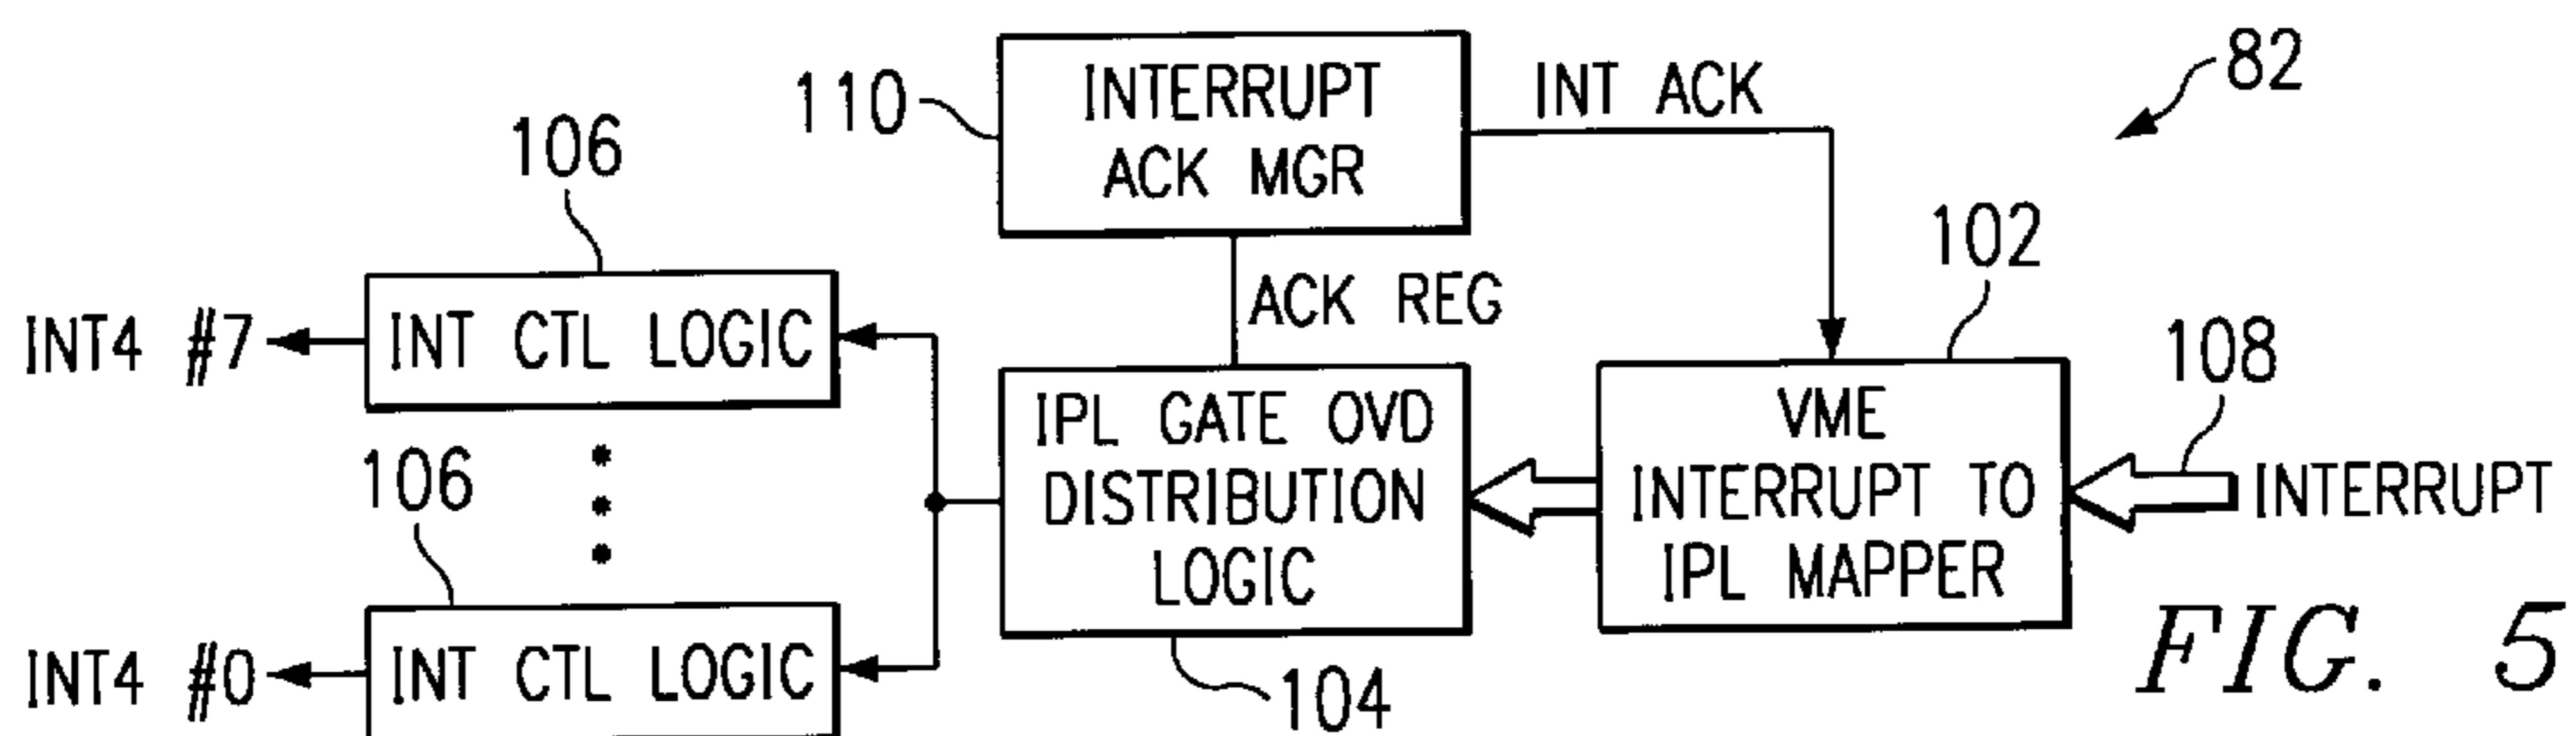 82
110
INTERRUPT
ACK MGR
INT ACK
106
102
ACK REG
108
INT4 #7
INT CTL LOGIC
IPL GATE OVD
DISTRIBUTION
LOGIC
VME
INTERRUPT TO
IPL MAPPER
INTERRUPT
106
INT4 #0
INT CTL LOGIC
104
FIG. 5